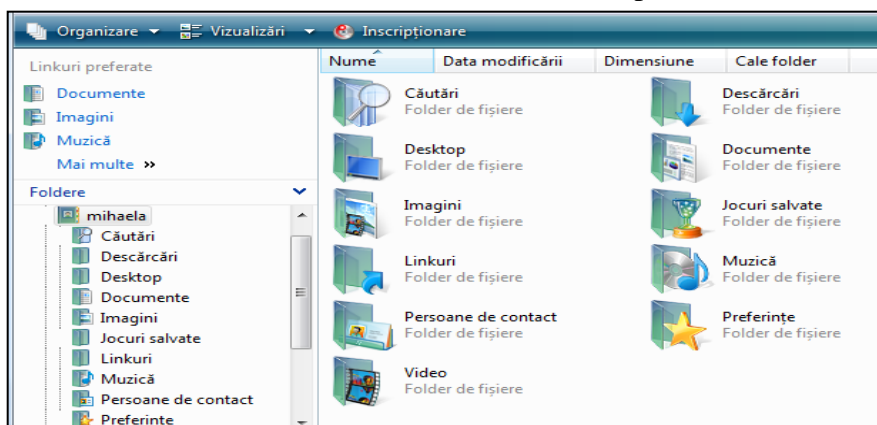 Organizare Vizualizări Inscripționare
Linkuri preferate
Documente
Imagini
Muzică
Mai multe »
Foldere
mihaela
Căutări
Descărcări
Desktop
Documente
Imagini
Jocuri salvate
Linkuri
Muzică
Persoane de contact
Preferințe
Nume Data modificării Dimensiune Cale folder
Căutări
Folder de fișiere
Descărcări
Folder de fișiere
Desktop
Folder de fișiere
Documente
Folder de fișiere
Imagini
Folder de fișiere
Jocuri salvate
Folder de fișiere
Linkuri
Folder de fișiere
Muzică
Folder de fișiere
Persoane de contact
Folder de fișiere
Preferințe
Folder de fișiere
Video
Folder de fișiere